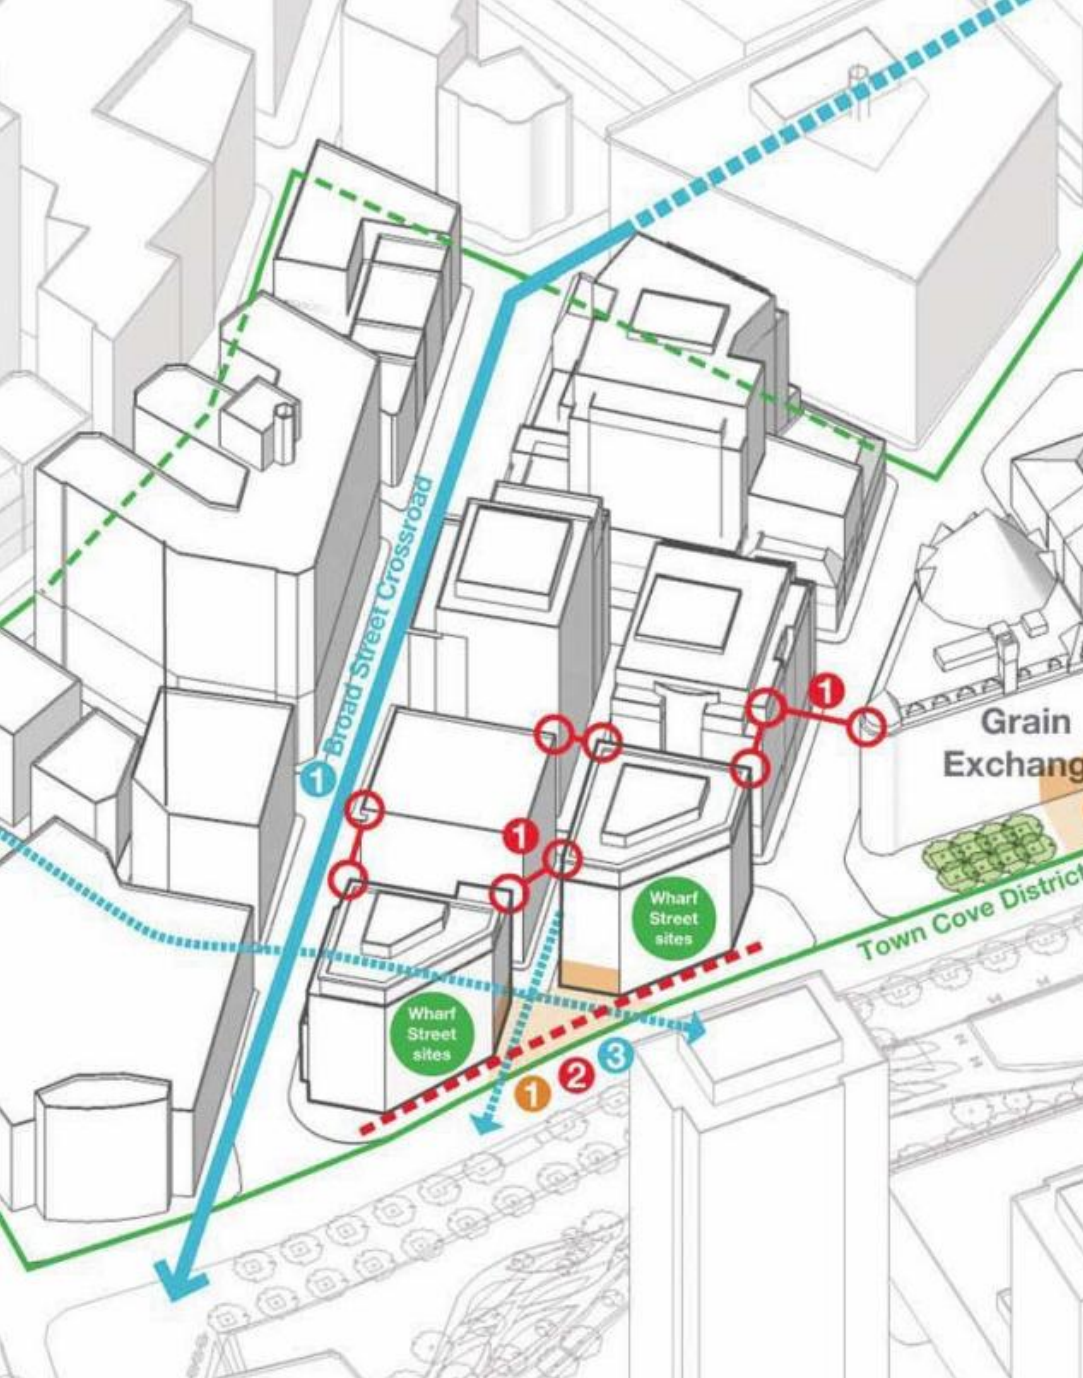 Broad Street Crossroad
1
1
Grain
Exchang
1
Wharf
Street
sites
Town Cove District
Wharf
Street
sites
1
2
3